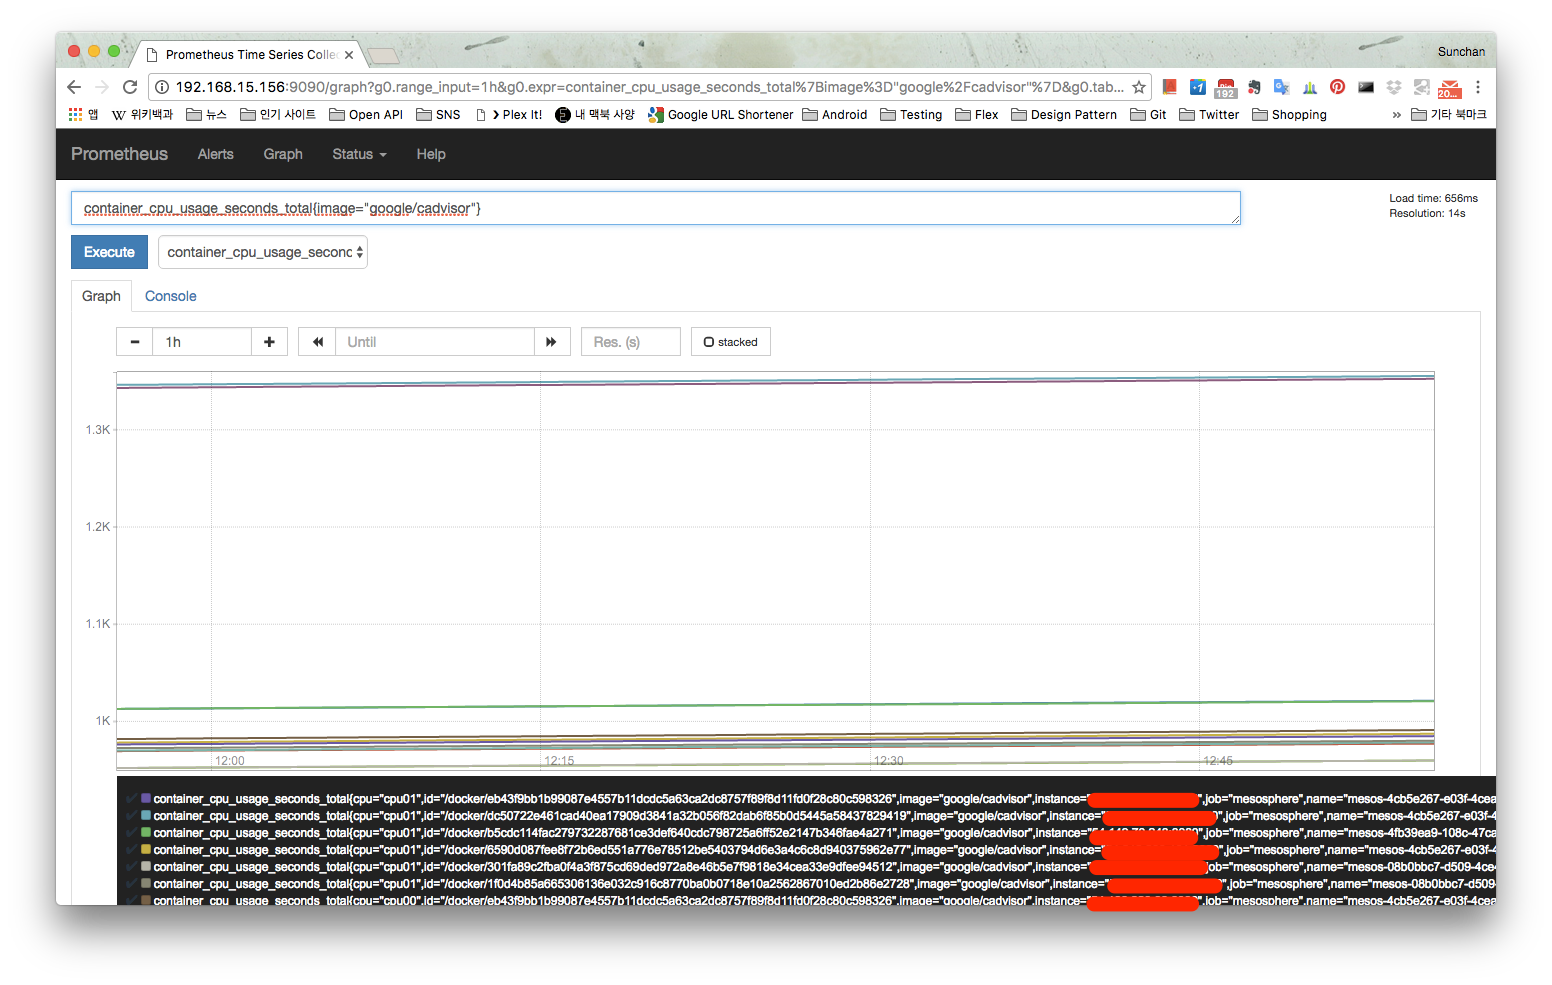 Prometheus Time Series Collec
Sunchan
192.168.15.156:9090/graph?g0.range_input=1h&g0.expr=container_cpu_usage_seconds_total%7Bimage%3D"google%2Fcadvisor"%7D&g0.tab...
192
20...
앱 위키백과 뉴스 인기 사이트 Open API SNS Plex It! 내 맥북 사양 Google URL Shortener Android Testing Flex Design Pattern Git Twitter Shopping » 기타 북마크
Prometheus Alerts Graph Status Help
container_cpu_usage_seconds_total{image="google/cadvisor"}
Load time: 656ms
Resolution: 14s
Execute container_cpu_usage_second
Graph Console
1h Until Res. (s) stacked
1.3K
1.2K
1.1K
1K
12:00 12:15 12:30 12:45
container_cpu_usage_seconds_total{cpu="cpu01",id="/docker/eb43f9bb1b99087e4557b11dcdc5a63ca2dc8757f89f8d11fd0f28c80c598326",image="google/cadvisor",instance=" ",job="mesosphere",name="mesos-4cb5e267-e03f-4cea
container_cpu_usage_seconds_total{cpu="cpu01",id="/docker/dc50722e461cad40ea17909d3841a32b056f82dab6f85b0d5445a58437829419",image="google/cadvisor",instance= ",job="mesosphere",name="mesos-4cb5e267-e03f-4c
container_cpu_usage_seconds_total{cpu="cpu01",id="/docker/b5cdc114fac279732287681ce3def640cdc798725a6ff52e2147b346fae4a271",image="google/cadvisor",instance= ",job="mesosphere",name="mesos-4fb39ea9-108c-47ca
container_cpu_usage_seconds_total{cpu="cpu01",id="/docker/6590d087fee8f72b6ed551a776e78512be5403794d6e3a4c6c8d940375962e77",image="google/cadvisor",instance= ,job="mesosphere",name="mesos-4cb5e267-e03f-4c
container_cpu_usage_seconds_total{cpu="cpu01",id="/docker/301fa89c2fba0f4a3f875cd69ded972a8e46b5e7f9818e34cea33e9dfee94512",image="google/cadvisor",instance= ,job="mesosphere",name="mesos-08b0bbc7-d509-4ce
container_cpu_usage_seconds_total{cpu="cpu01",id="/docker/1f0d4b85a665306136e032c916c8770ba0b0718e10a2562867010ed2b86e2728",image="google/cadvisor",instance=" ",job="mesosphere",name="mesos-08b0bbc7-d509
container_cpu_usage_seconds_total{cpu="cpu00",id="/docker/eb43f9bb1b99087e4557b11dcdc5a63ca2dc8757f89f8d11fd0f28c80c598326",image="google/cadvisor",instance= ,job="mesosphere",name="mesos-4cb5e267-e03f-4cea